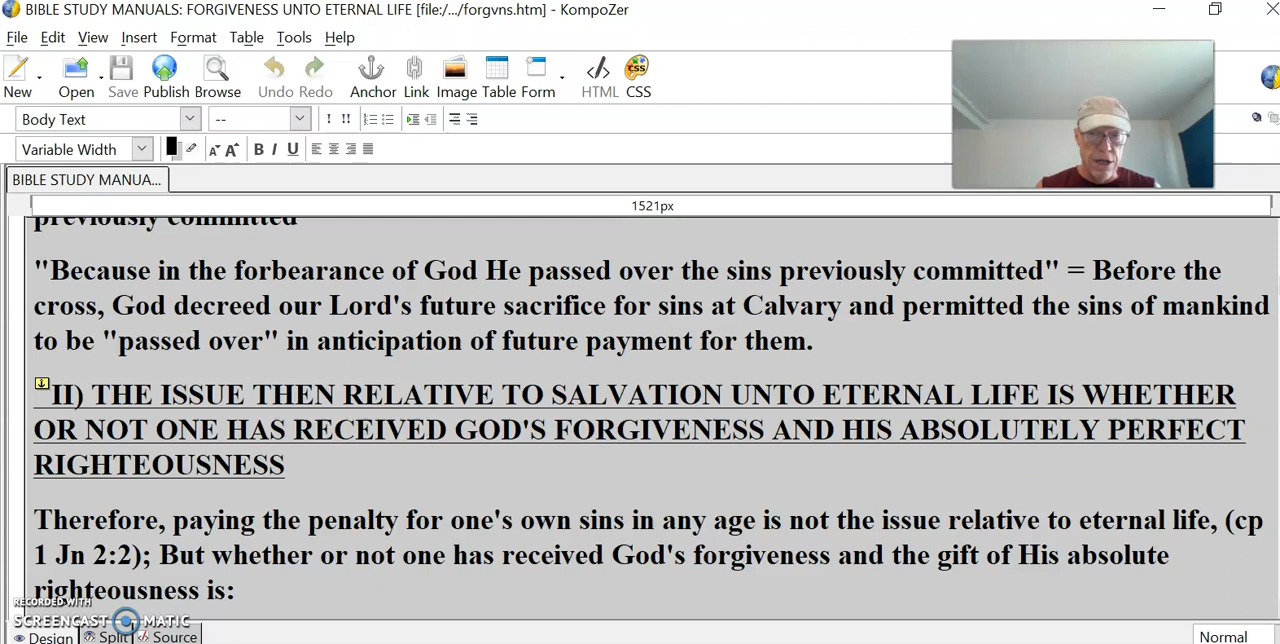 BIBLE STUDY MANUALS: FORGIVENESS UNTO ETERNAL LIFE [file:/.../forgvns.htm] - KompoZer
File Edit View Insert Format Table Tools Help
New Open Save Publish Browse Undo Redo Anchor Link Image Table Form HTML CSS
Body Text -- ! !!
Variable Width B I U
BIBLE STUDY MANUA...
1521px
previously committed
"Because in the forbearance of God He passed over the sins previously committed" = Before the
cross, God decreed our Lord's future sacrifice for sins at Calvary and permitted the sins of mankind
to be "passed over" in anticipation of future payment for them.
II) THE ISSUE THEN RELATIVE TO SALVATION UNTO ETERNAL LIFE IS WHETHER
OR NOT ONE HAS RECEIVED GOD'S FORGIVENESS AND HIS ABSOLUTELY PERFECT
RIGHTEOUSNESS
Therefore, paying the penalty for one's own sins in any age is not the issue relative to eternal life, (cp
1 Jn 2:2); But whether or not one has received God's forgiveness and the gift of His absolute
righteousness is:
RECORDED WITH
SCREENCAST MATIC
Design Split Source Normal